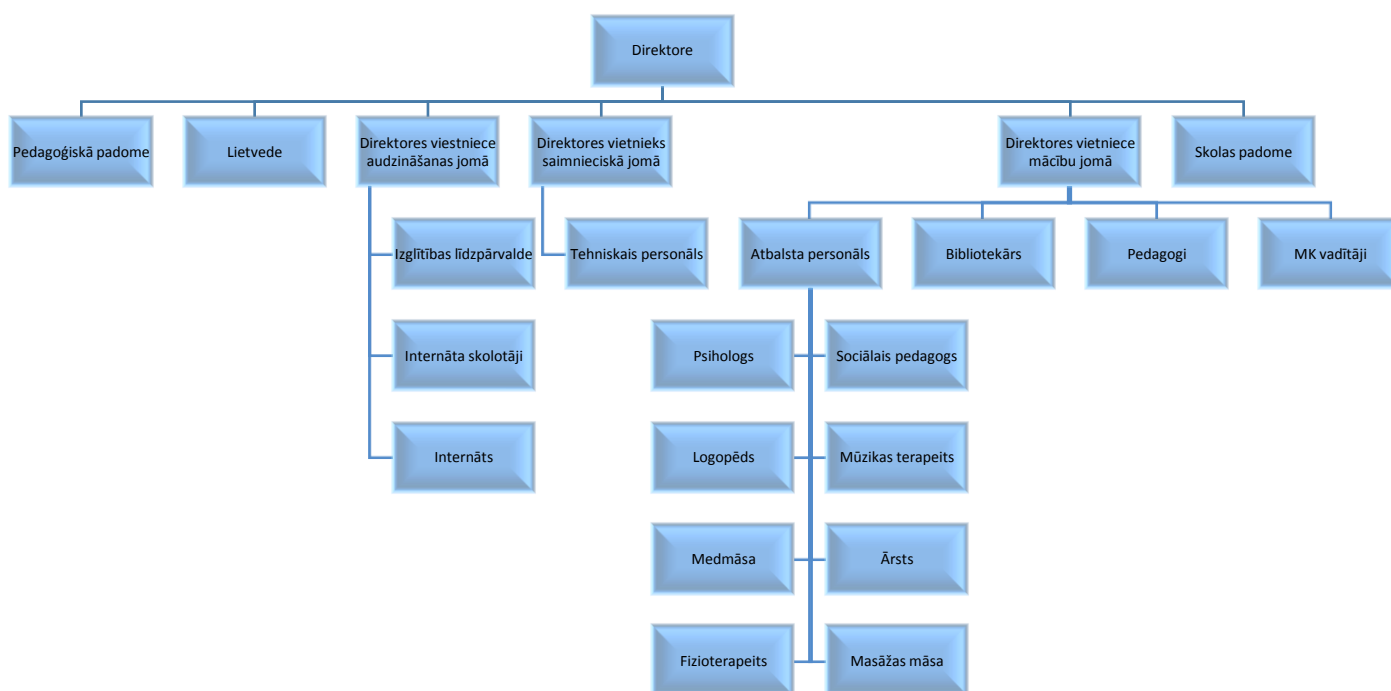 Direktore
Pedagoģiskā padome
Lietvede
Direktores viestniece
audzināšanas jomā
Direktores vietnieks
saimnieciskā jomā
Direktores vietniece
mācību jomā
Skolas padome
Izglītības līdzpārvalde
Tehniskais personāls
Atbalsta personāls
Bibliotekārs
Pedagogi
MK vadītāji
Internāta skolotāji
Psihologs
Sociālais pedagogs
Internāts
Logopēds
Mūzikas terapeits
Medmāsa
Ārsts
Fizioterapeits
Masāžas māsa